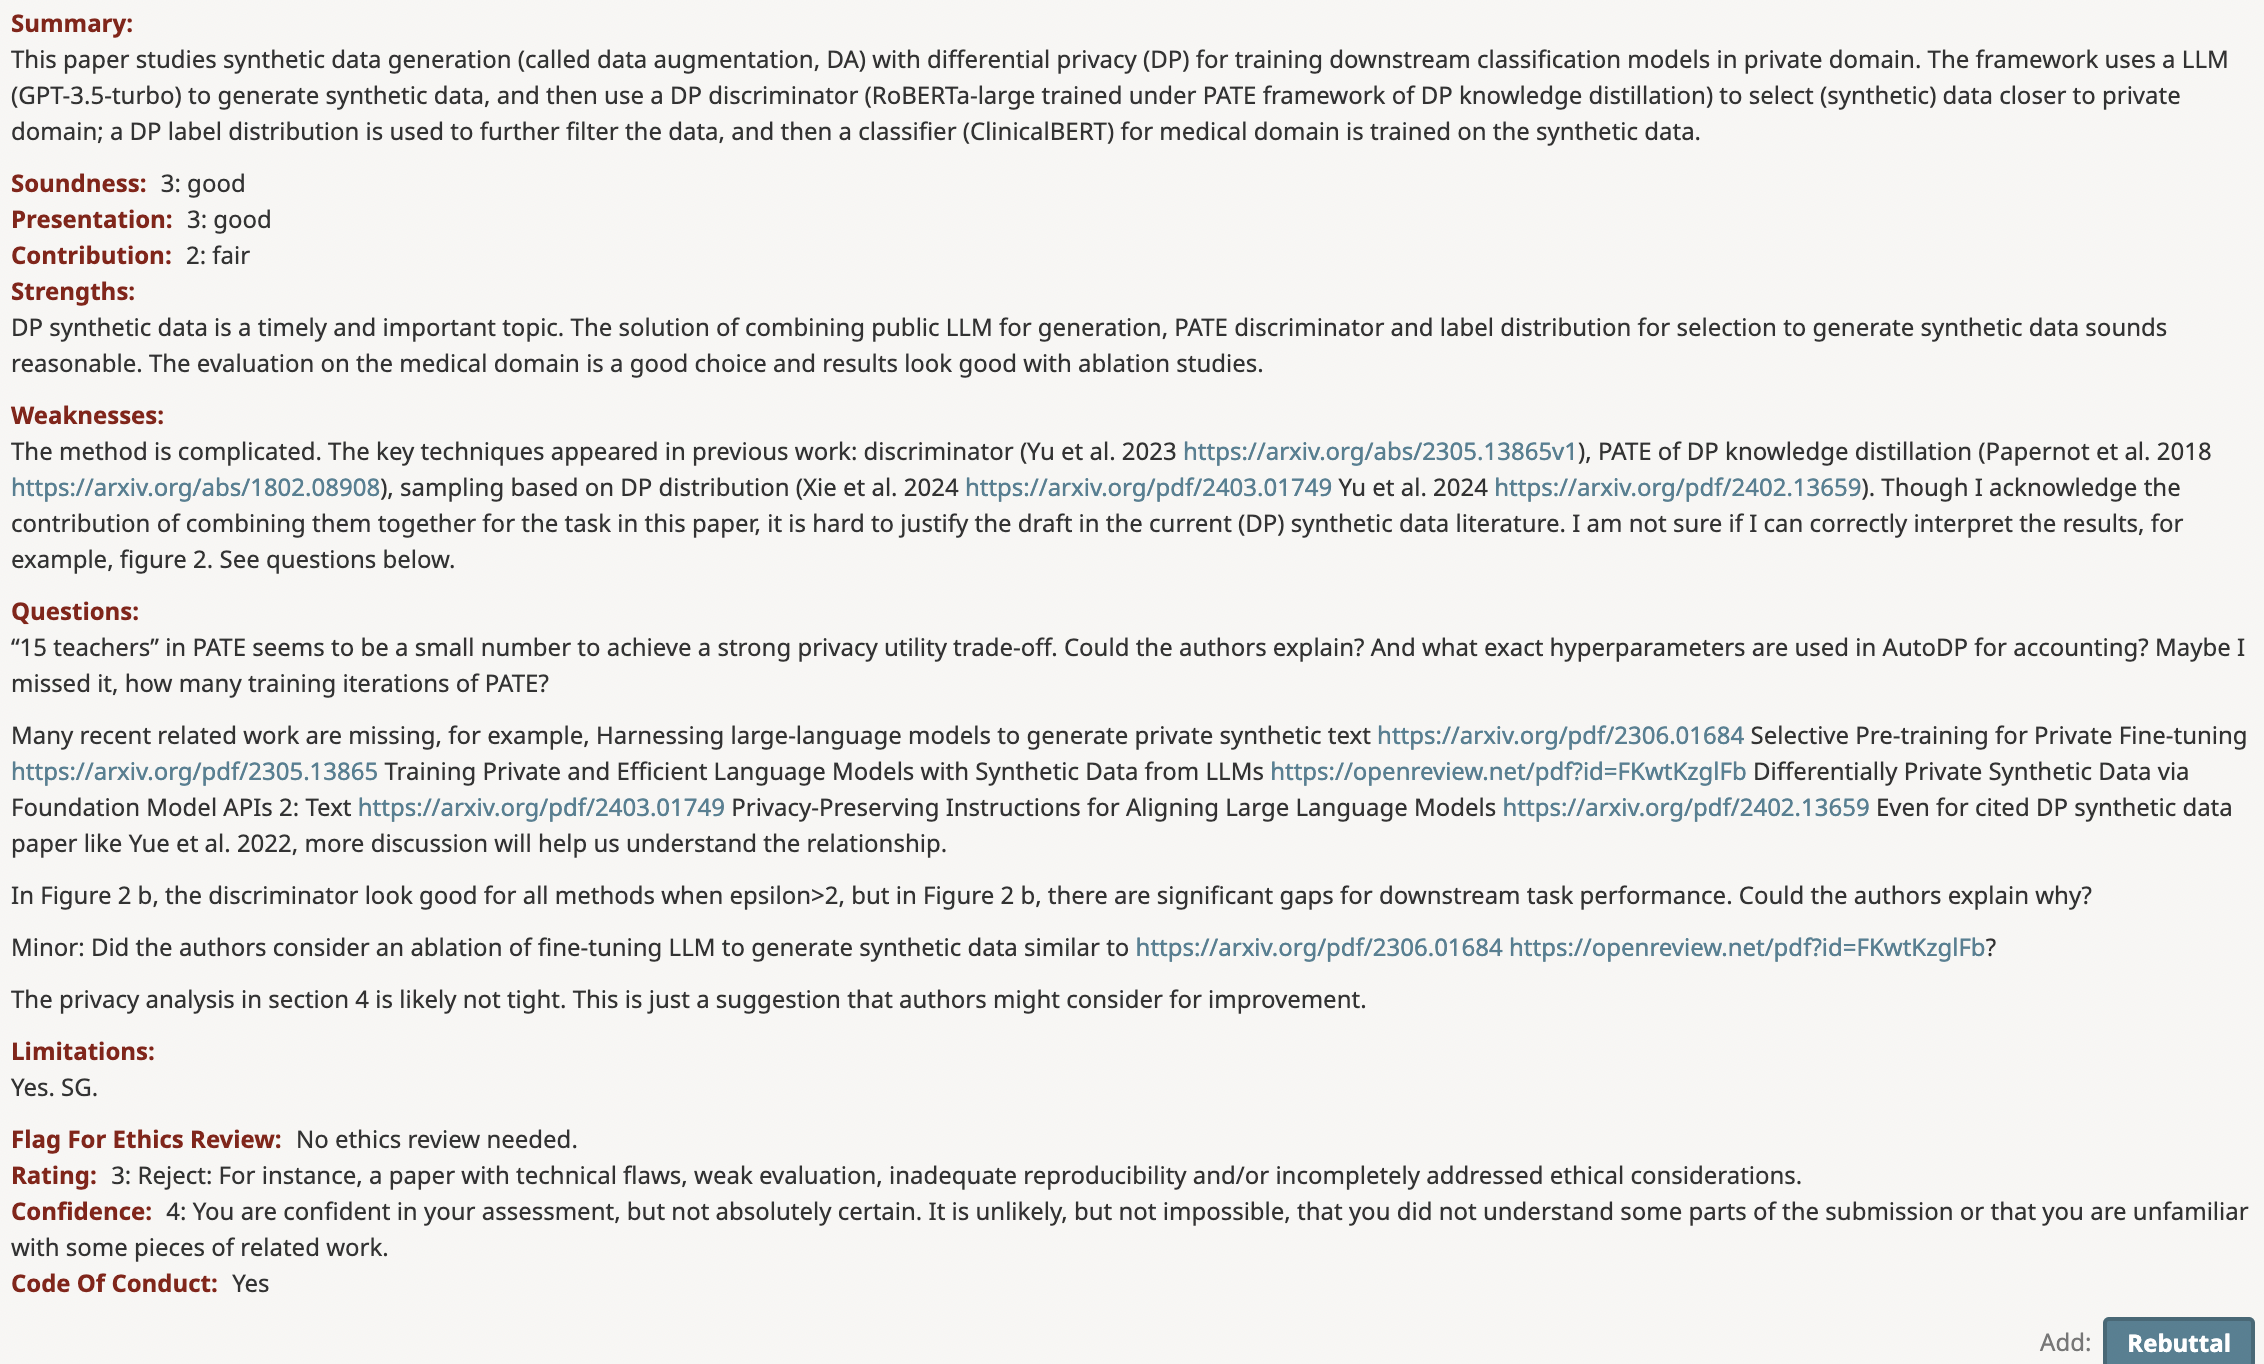 Summary:
This paper studies synthetic data generation (called data augmentation, DA) with differential privacy (DP) for training downstream classification models in private domain. The framework uses a LLM
(GPT-3.5-turbo) to generate synthetic data, and then use a DP discriminator (RoBERTa-large trained under PATE framework of DP knowledge distillation) to select (synthetic) data closer to private
domain; a DP label distribution is used to further filter the data, and then a classifier (ClinicalBERT) for medical domain is trained on the synthetic data.
Soundness: 3: good
Presentation: 3: good
Contribution: 2: fair
Strengths:
DP synthetic data is a timely and important topic. The solution of combining public LLM for generation, PATE discriminator and label distribution for selection to generate synthetic data sounds
reasonable. The evaluation on the medical domain is a good choice and results look good with ablation studies.
Weaknesses:
The method is complicated. The key techniques appeared in previous work: discriminator (Yu et al. 2023 https://arxiv.org/abs/2305.13865v1), PATE of DP knowledge distillation (Papernot et al. 2018
https://arxiv.org/abs/1802.08908), sampling based on DP distribution (Xie et al. 2024 https://arxiv.org/pdf/2403.01749 Yu et al. 2024 https://arxiv.org/pdf/2402.13659). Though I acknowledge the
contribution of combining them together for the task in this paper, it is hard to justify the draft in the current (DP) synthetic data literature. I am not sure if I can correctly interpret the results, for
example, figure 2. See questions below.
Questions:
“15 teachers” in PATE seems to be a small number to achieve a strong privacy utility trade-off. Could the authors explain? And what exact hyperparameters are used in AutoDP for accounting? Maybe I
missed it, how many training iterations of PATE?
Many recent related work are missing, for example, Harnessing large-language models to generate private synthetic text https://arxiv.org/pdf/2306.01684 Selective Pre-training for Private Fine-tuning
https://arxiv.org/pdf/2305.13865 Training Private and Efficient Language Models with Synthetic Data from LLMs https://openreview.net/pdf?id=FKwtKzglFb Differentially Private Synthetic Data via
Foundation Model APIs 2: Text https://arxiv.org/pdf/2403.01749 Privacy-Preserving Instructions for Aligning Large Language Models https://arxiv.org/pdf/2402.13659 Even for cited DP synthetic data
paper like Yue et al. 2022, more discussion will help us understand the relationship.
In Figure 2 b, the discriminator look good for all methods when epsilon>2, but in Figure 2 b, there are significant gaps for downstream task performance. Could the authors explain why?
Minor: Did the authors consider an ablation of fine-tuning LLM to generate synthetic data similar to https://arxiv.org/pdf/2306.01684 https://openreview.net/pdf?id=FKwtKzglFb?
The privacy analysis in section 4 is likely not tight. This is just a suggestion that authors might consider for improvement.
Limitations:
Yes. SG.
Flag For Ethics Review: No ethics review needed.
Rating: 3: Reject: For instance, a paper with technical flaws, weak evaluation, inadequate reproducibility and/or incompletely addressed ethical considerations.
Confidence: 4: You are confident in your assessment, but not absolutely certain. It is unlikely, but not impossible, that you did not understand some parts of the submission or that you are unfamiliar
with some pieces of related work.
Code Of Conduct: Yes
Add: Rebuttal